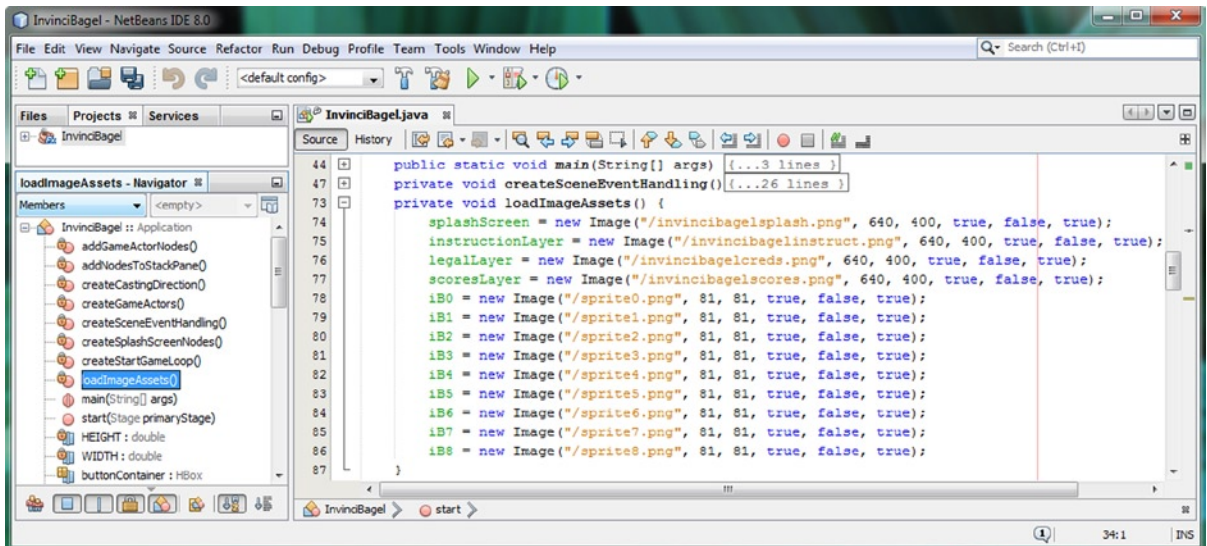 InvinciBagel - NetBeans IDE 8.0
File Edit View Navigate Source Refactor Run Debug Profile Team Tools Window Help
Search (Ctrl+I)
<default config>
Files Projects Services
InvinciBagel
loadImageAssets - Navigator
Members <empty>
InvinciBagel :: Application
addGameActorNodes()
addNodesToStackPane()
createCastingDirection()
createGameActors()
createSceneEventHandling()
createSplashScreenNodes()
createStartGameLoop()
loadImageAssets()
main(String[] args)
start(Stage primaryStage)
HEIGHT : double
WIDTH : double
buttonContainer : HBox
InvinciBagel.java
Source History
44 public static void main(String[] args) {...3 lines }
47 private void createSceneEventHandling() {...26 lines }
73 private void loadImageAssets() {
74 splashScreen = new Image("/invincibagelsplash.png", 640, 400, true, false, true);
75 instructionLayer = new Image("/invincibagelinstruct.png", 640, 400, true, false, true);
76 legalLayer = new Image("/invincibagelcreds.png", 640, 400, true, false, true);
77 scoresLayer = new Image("/invincibagelscores.png", 640, 400, true, false, true);
78 iB0 = new Image("/sprite0.png", 81, 81, true, false, true);
79 iB1 = new Image("/sprite1.png", 81, 81, true, false, true);
80 iB2 = new Image("/sprite2.png", 81, 81, true, false, true);
81 iB3 = new Image("/sprite3.png", 81, 81, true, false, true);
82 iB4 = new Image("/sprite4.png", 81, 81, true, false, true);
83 iB5 = new Image("/sprite5.png", 81, 81, true, false, true);
84 iB6 = new Image("/sprite6.png", 81, 81, true, false, true);
85 iB7 = new Image("/sprite7.png", 81, 81, true, false, true);
86 iB8 = new Image("/sprite8.png", 81, 81, true, false, true);
87 }
InvinciBagel start
1 34:1 INS